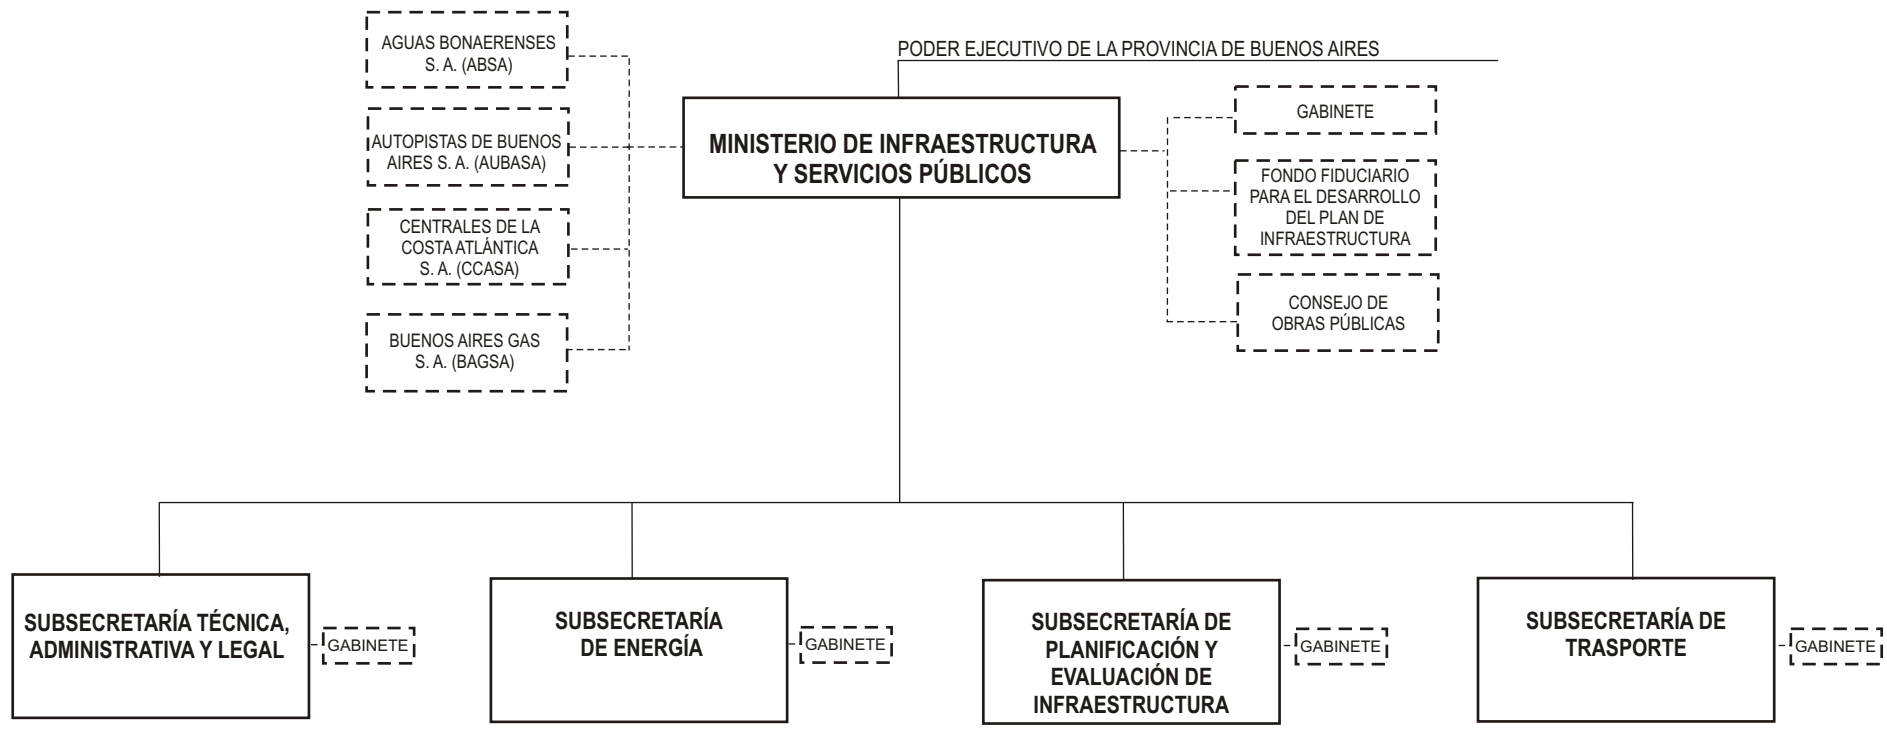 AGUAS BONAERENSES
S. A. (ABSA)
PODER EJECUTIVO DE LA PROVINCIA DE BUENOS AIRES
AUTOPISTAS DE BUENOS
AIRES S. A. (AUBASA)
CENTRALES DE LA
COSTA ATLÁNTICA
S. A. (CCASA)
BUENOS AIRES GAS
S. A. (BAGSA)
MINISTERIO DE INFRAESTRUCTURA
Y SERVICIOS PÚBLICOS
GABINETE
FONDO FIDUCIARIO
PARA EL DESARROLLO
DEL PLAN DE
INFRAESTRUCTURA
CONSEJO DE
OBRAS PÚBLICAS
SUBSECRETARÍA TÉCNICA,
ADMINISTRATIVA Y LEGAL
GABINETE
SUBSECRETARÍA
DE ENERGÍA
GABINETE
SUBSECRETARÍA DE
PLANIFICACIÓN Y
EVALUACIÓN DE
INFRAESTRUCTURA
GABINETE
SUBSECRETARÍA DE
TRASPORTE
GABINETE